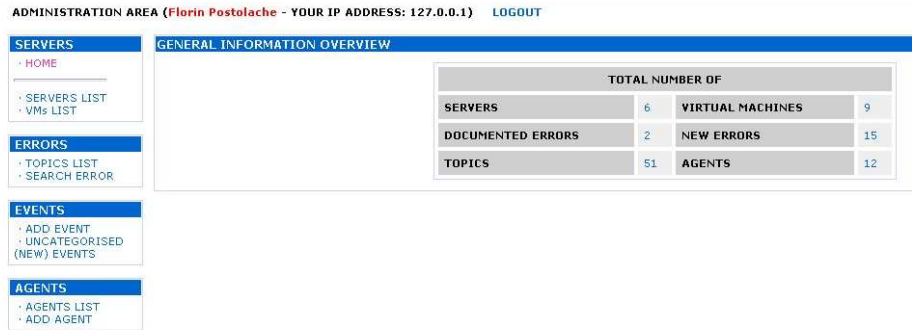 ADMINISTRATION AREA (Florin Postolache - YOUR IP ADDRESS: 127.0.0.1) LOGOUT
SERVERS
· HOME
· SERVERS LIST
· VMs LIST
ERRORS
· TOPICS LIST
· SEARCH ERROR
EVENTS
· ADD EVENT
· UNCATEGORISED
(NEW) EVENTS
AGENTS
· AGENTS LIST
· ADD AGENT
GENERAL INFORMATION OVERVIEW
TOTAL NUMBER OF
SERVERS 6 VIRTUAL MACHINES 9
DOCUMENTED ERRORS 2 NEW ERRORS 15
TOPICS 51 AGENTS 12